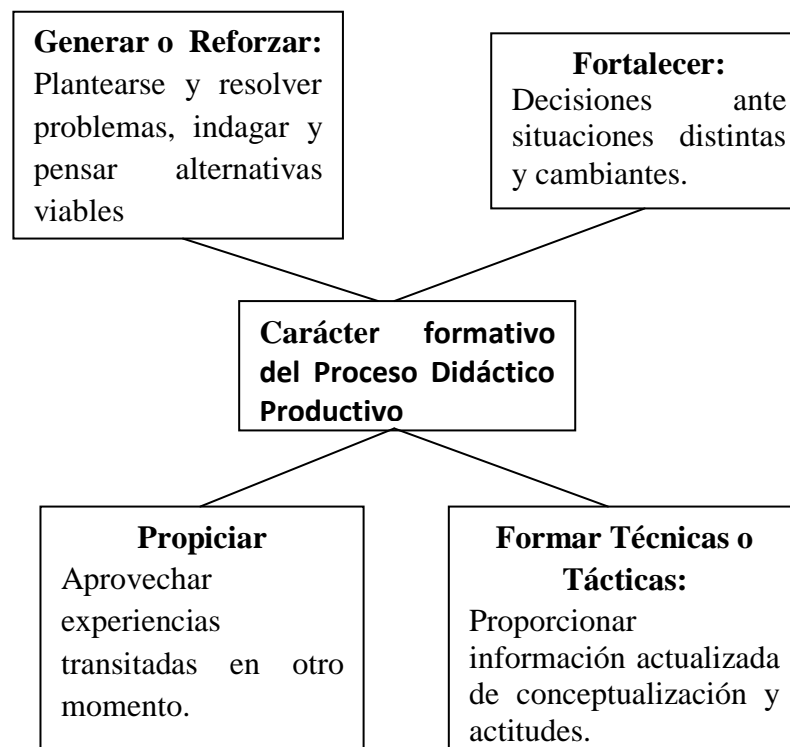 Generar o Reforzar:
Plantearse y resolver
problemas, indagar y
pensar alternativas
viables
Fortalecer:
Decisiones ante
situaciones distintas
y cambiantes.
Carácter formativo
del Proceso Didáctico
Productivo
Propiciar
Aprovechar
experiencias
transitadas en otro
momento.
Formar Técnicas o
Tácticas:
Proporcionar
información actualizada
de conceptualización y
actitudes.